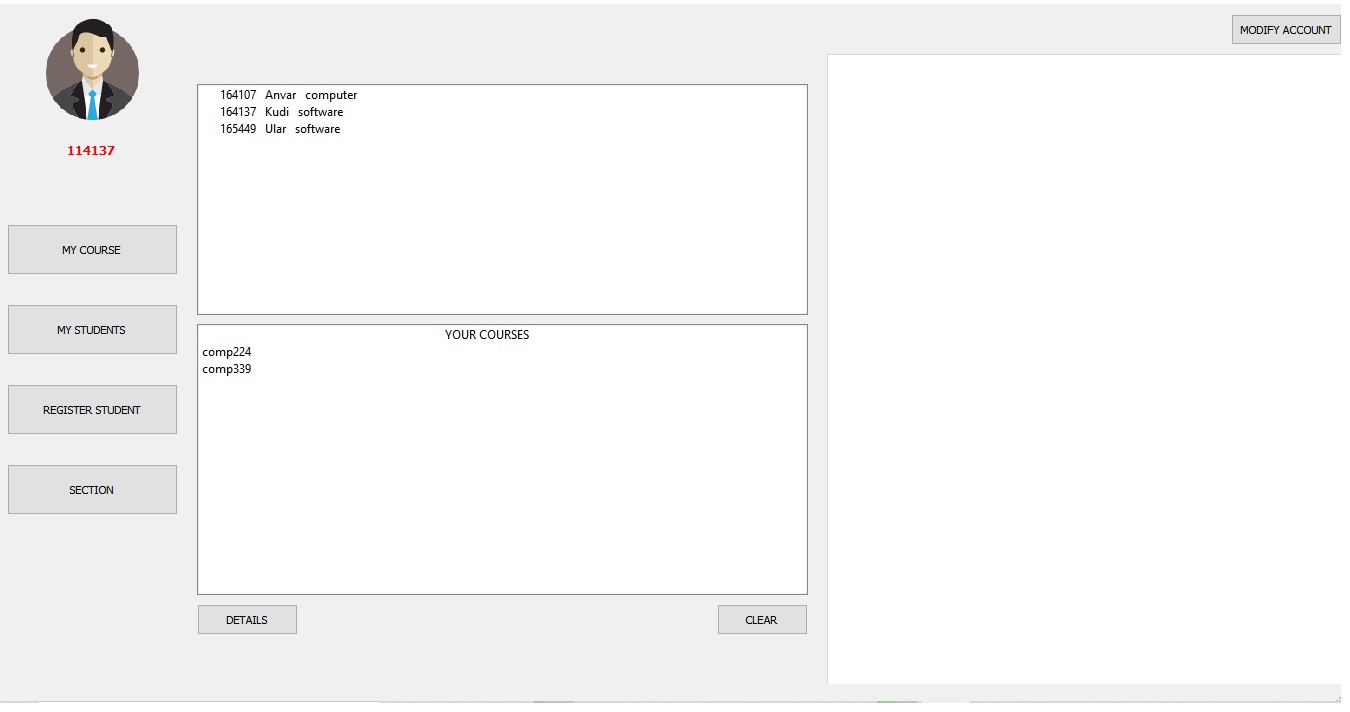 MODIFY ACCOUNT
114137
MY COURSE
MY STUDENTS
REGISTER STUDENT
SECTION
164107 Anvar computer
164137 Kudi software
165449 Ular software
YOUR COURSES
comp224
comp339
DETAILS
CLEAR